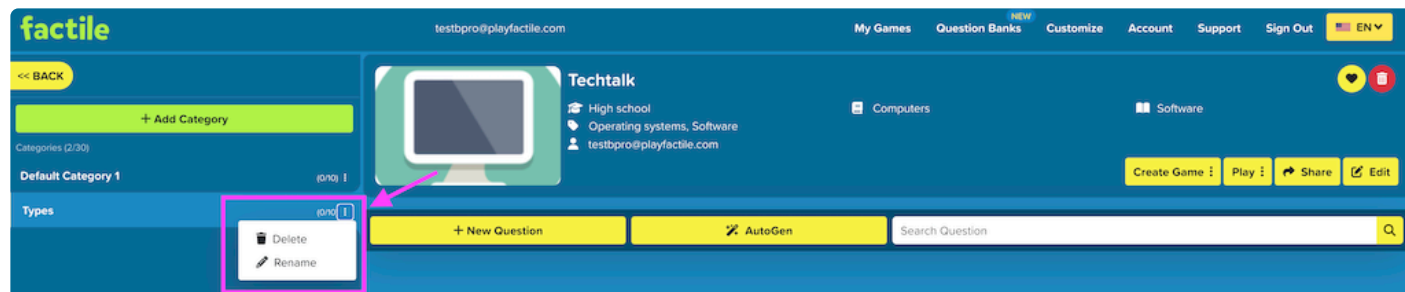 factile
testbpro@playfactile.com
My Games
Question Banks
NEW
Customize
Account
Support
Sign Out
EN
<< BACK
+ Add Category
Categories (2/30)
Default Category 1
(0/10)
Types
(0/10)
Delete
Rename
Techtalk
High school
Computers
Software
Operating systems, Software
testbpro@playfactile.com
Create Game
Play
Share
Edit
+ New Question
AutoGen
Search Question